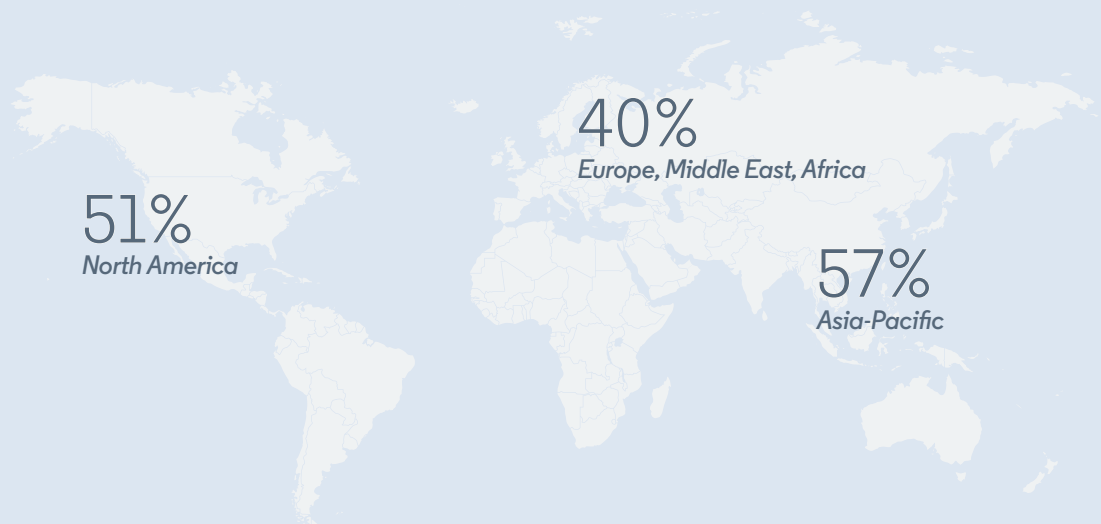 40%
Europe, Middle East, Africa
51%
North America
57%
Asia-Pacific